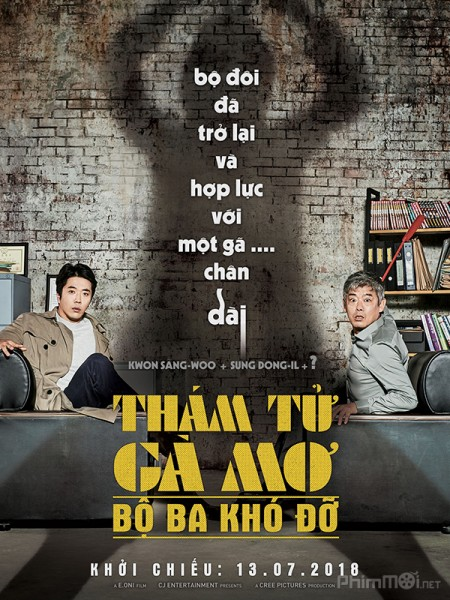 bộ đôi
đã
trở lại
và
hợp lực
với
một gã ....
chân
dài
KWON SANG-WOO + SUNG DONG-IL + ?
THÁM TỬ
GÀ MƠ
BỘ BA KHÓ ĐỠ
KHỞI CHIẾU: 13.07.2018
A E.ONI FILM CJ ENTERTAINMENT PRESENTS A CREE PICTURES PRODUCTION
PhimMoi.NET